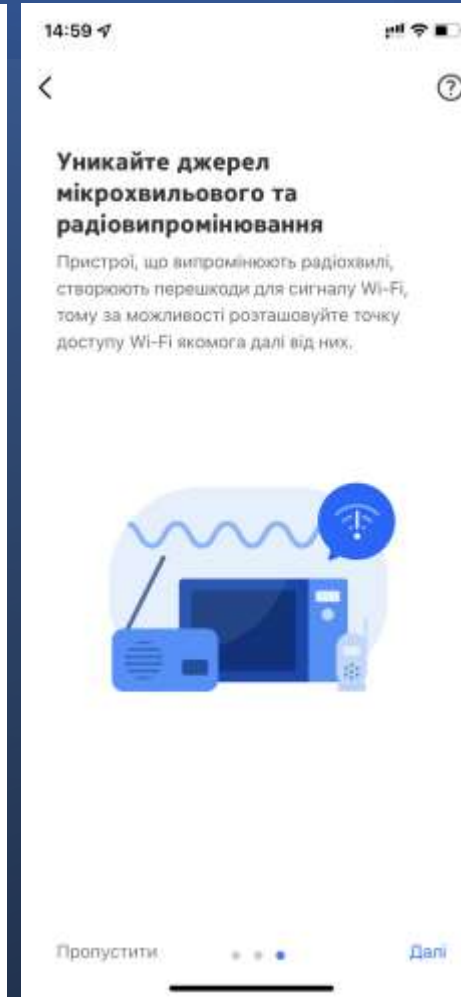 14:59
Уникайте джерел
мікрохвильового та
радіовипромінювання
Пристрої, що випромінюють радіохвилі,
створюють перешкоди для сигналу Wi-Fi,
тому за можливості розташовуйте точку
доступу Wi-Fi якомога далі від них.
Пропустити
Далі